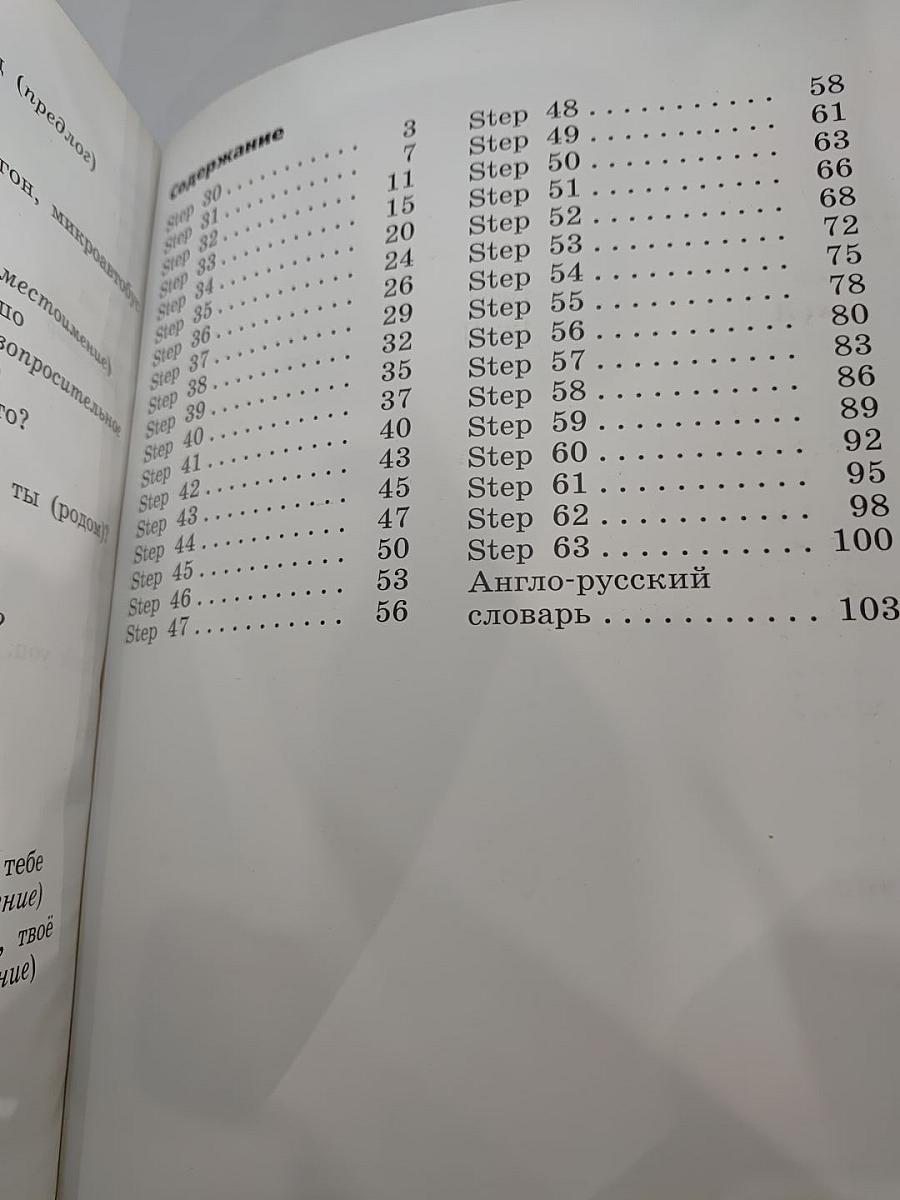 (предлог)
микроавтобус
местоимение)
по
вопросительное
ты (родом)?
тебе
твоё
Содержание
Step 30 . . . . . . . . . . . 3
Step 31 . . . . . . . . . . . 7
Step 32 . . . . . . . . . . . 11
Step 33 . . . . . . . . . . . 15
Step 34 . . . . . . . . . . . 20
Step 35 . . . . . . . . . . . 24
Step 36 . . . . . . . . . . . 26
Step 37 . . . . . . . . . . . 29
Step 38 . . . . . . . . . . . 32
Step 39 . . . . . . . . . . . 35
Step 40 . . . . . . . . . . . 37
Step 41 . . . . . . . . . . . 40
Step 42 . . . . . . . . . . . 43
Step 43 . . . . . . . . . . . 45
Step 44 . . . . . . . . . . . 47
Step 45 . . . . . . . . . . . 50
Step 46 . . . . . . . . . . . 53
Step 47 . . . . . . . . . . . 56
Step 48 . . . . . . . . . . . 58
Step 49 . . . . . . . . . . . 61
Step 50 . . . . . . . . . . . 63
Step 51 . . . . . . . . . . . 66
Step 52 . . . . . . . . . . . 68
Step 53 . . . . . . . . . . . 72
Step 54 . . . . . . . . . . . 75
Step 55 . . . . . . . . . . . 78
Step 56 . . . . . . . . . . . 80
Step 57 . . . . . . . . . . . 83
Step 58 . . . . . . . . . . . 86
Step 59 . . . . . . . . . . . 89
Step 60 . . . . . . . . . . . 92
Step 61 . . . . . . . . . . . 95
Step 62 . . . . . . . . . . . 98
Step 63 . . . . . . . . . . . 100
Англо-русский
словарь . . . . . . . . . . . 103